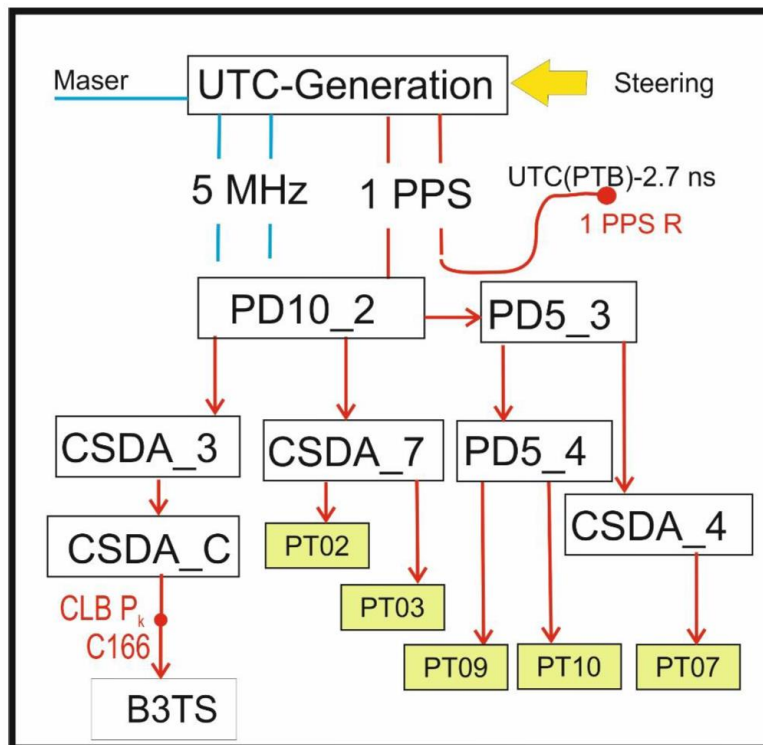 Maser
UTC-Generation
Steering
5 MHz
1 PPS
UTC(PTB)-2.7 ns
1 PPS R
PD10_2
PD5_3
CSDA_3
CSDA_7
PD5_4
CSDA_C
PT02
CSDA_4
PT03
CLB Pk
C166
PT09
PT10
PT07
B3TS